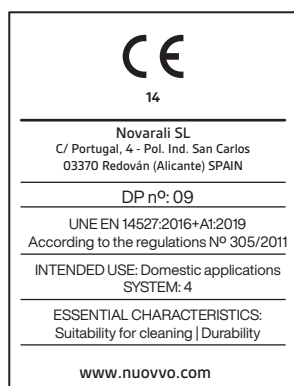 CE
14
Novarali SL
C/ Portugal, 4 - Pol. Ind. San Carlos
03370 Redován (Alicante) SPAIN
DP nº: 09
UNE EN 14527:2016+A1:2019
According to the regulations Nº 305/2011
INTENDED USE: Domestic applications
SYSTEM: 4
ESSENTIAL CHARACTERISTICS:
Suitability for cleaning | Durability
www.nuovvo.com